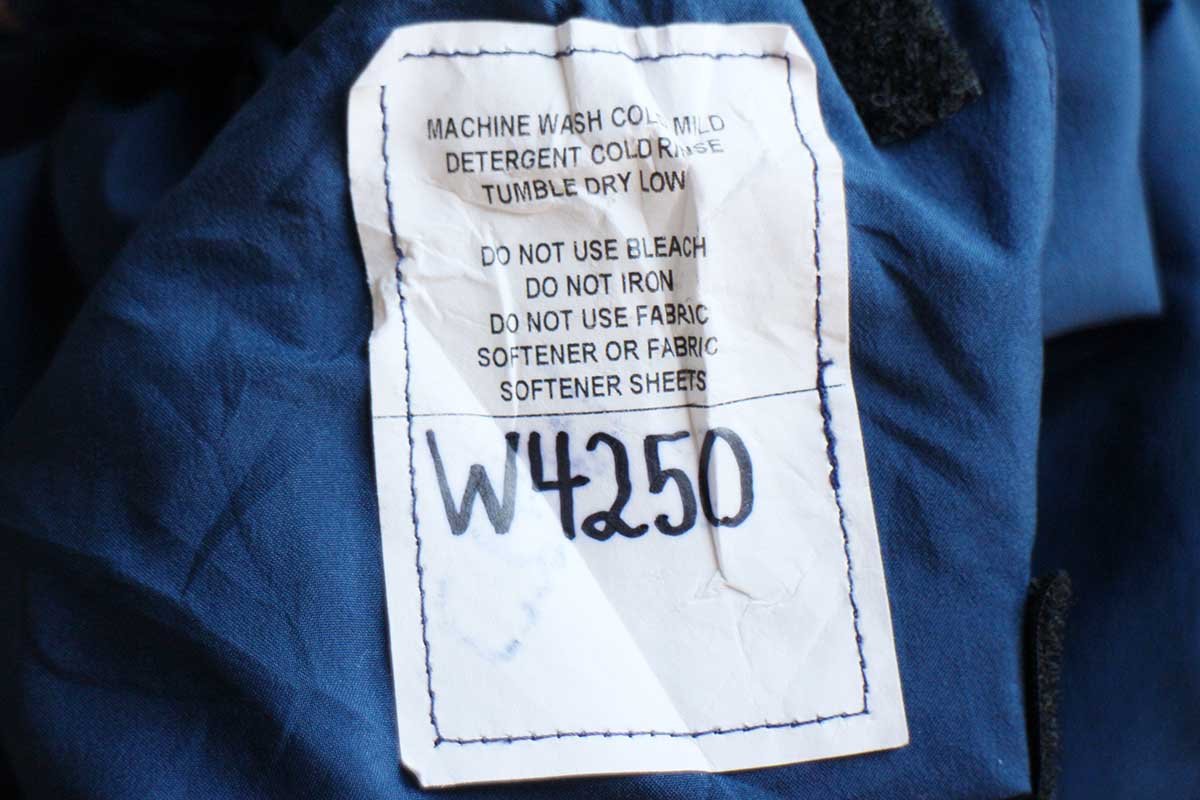 MACHINE WASH COLD MILD
DETERGENT COLD RINSE
TUMBLE DRY LOW
DO NOT USE BLEACH
DO NOT IRON
DO NOT USE FABRIC
SOFTENER OR FABRIC
SOFTENER SHEETS
W4250